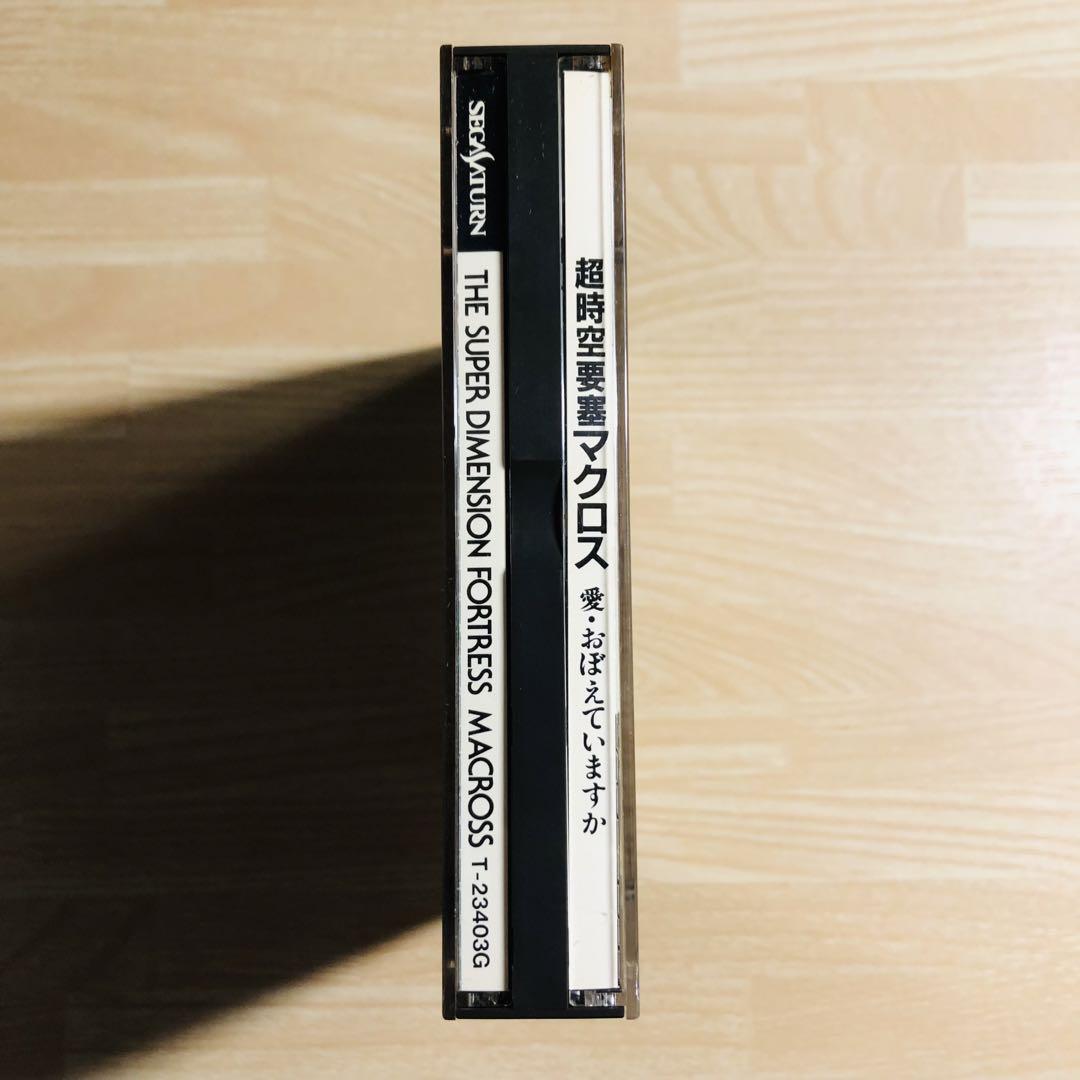 SEGA SATURN
THE SUPER DIMENSION FORTRESS MACROSS T-23403G
超時空要塞マクロス 愛・おぼえていますか